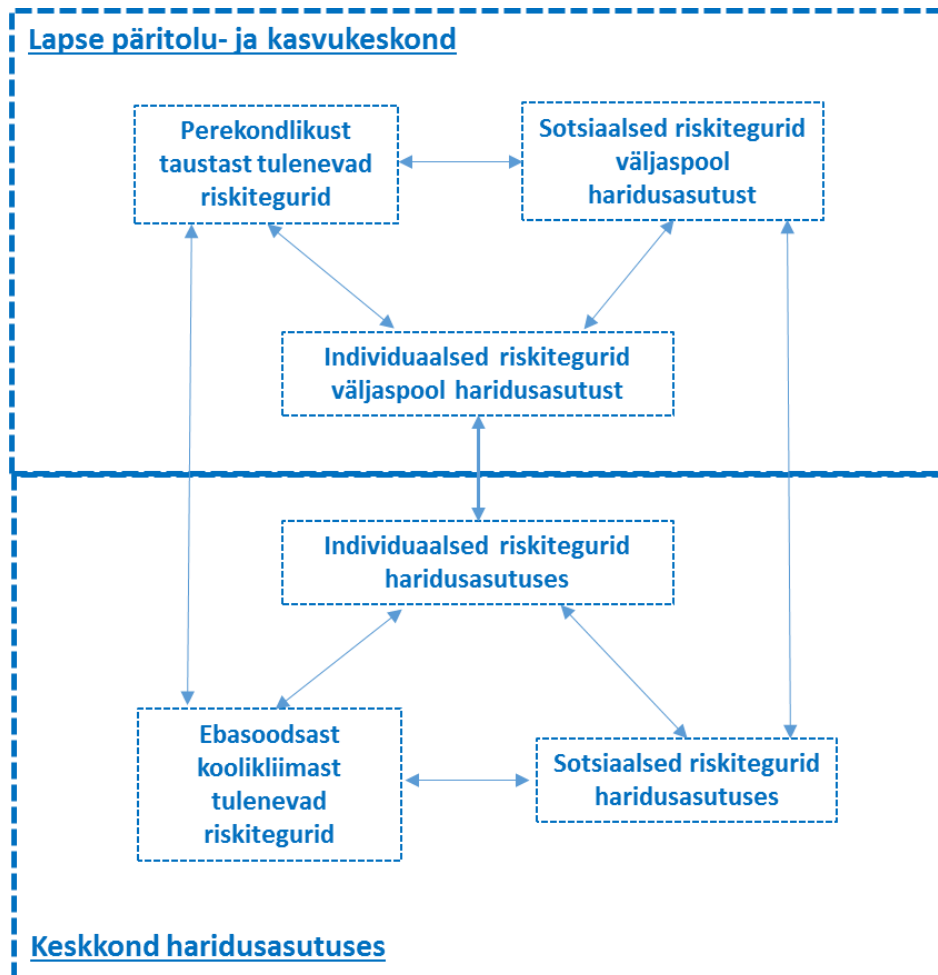 Lapse päritolu- ja kasvukeskond
Perekondlikust
taustast tulenevad
riskitegurid
Sotsiaalsed riskitegurid
väljaspool
haridusasutust
Individuaalsed riskitegurid
väljaspool haridusasutust
Individuaalsed riskitegurid
haridusasutuses
Ebasoodsast
koolikliimast
tulenevad
riskitegurid
Sotsiaalsed riskitegurid
haridusasutuses
Keskkond haridusasutuses